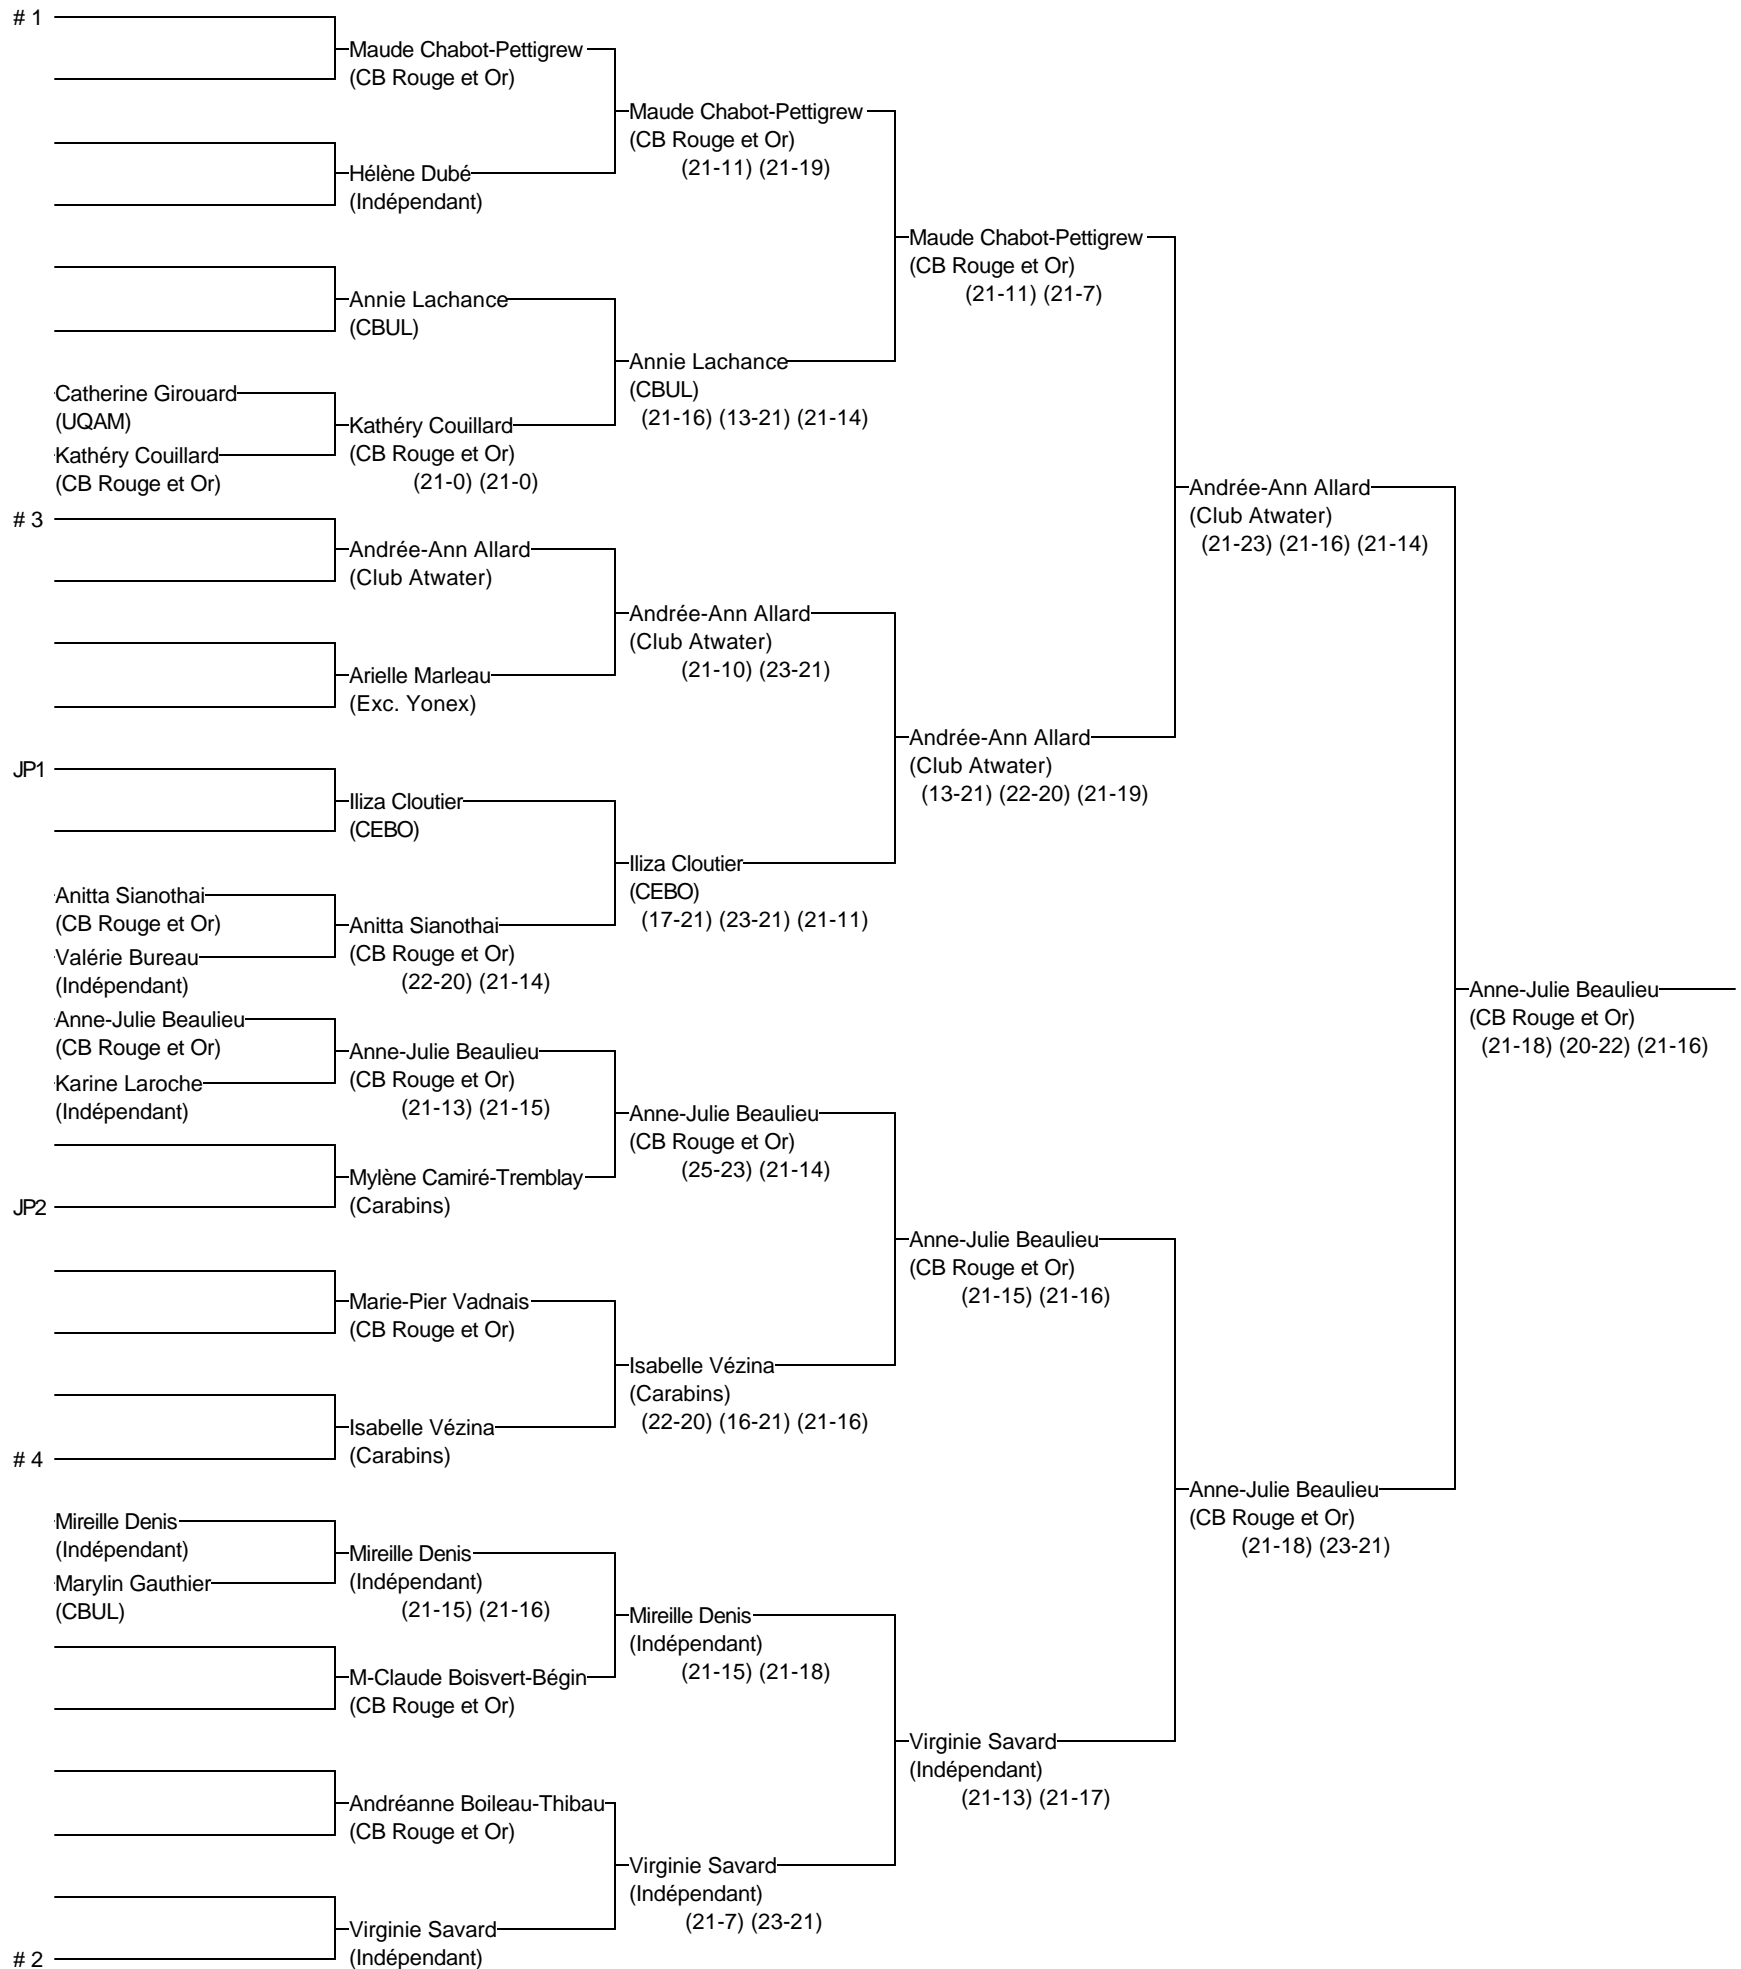 # 1
Maude Chabot-Pettigrew
(CB Rouge et Or)
Maude Chabot-Pettigrew
(CB Rouge et Or)
(21-11) (21-19)
Hélène Dubé
(Indépendant)
Maude Chabot-Pettigrew
(CB Rouge et Or)
(21-11) (21-7)
Annie Lachance
(CBUL)
Annie Lachance
(CBUL)
(21-16) (13-21) (21-14)
Catherine Girouard
(UQAM)
Kathéry Couillard
(CB Rouge et Or)
Kathéry Couillard
(CB Rouge et Or)
(21-0) (21-0)
Andrée-Ann Allard
(Club Atwater)
(21-23) (21-16) (21-14)
# 3
Andrée-Ann Allard
(Club Atwater)
Andrée-Ann Allard
(Club Atwater)
(21-10) (23-21)
Arielle Marleau
(Exc. Yonex)
Andrée-Ann Allard
(Club Atwater)
(13-21) (22-20) (21-19)
JP1
Iliza Cloutier
(CEBO)
Iliza Cloutier
(CEBO)
(17-21) (23-21) (21-11)
Anitta Sianothai
(CB Rouge et Or)
Valérie Bureau
(Indépendant)
Anitta Sianothai
(CB Rouge et Or)
(22-20) (21-14)
Anne-Julie Beaulieu
(CB Rouge et Or)
(21-18) (20-22) (21-16)
Anne-Julie Beaulieu
(CB Rouge et Or)
Karine Laroche
(Indépendant)
Anne-Julie Beaulieu
(CB Rouge et Or)
(21-13) (21-15)
Anne-Julie Beaulieu
(CB Rouge et Or)
(25-23) (21-14)
Mylène Camiré-Tremblay
(Carabins)
JP2
Anne-Julie Beaulieu
(CB Rouge et Or)
(21-15) (21-16)
Marie-Pier Vadnais
(CB Rouge et Or)
Isabelle Vézina
(Carabins)
(22-20) (16-21) (21-16)
Isabelle Vézina
(Carabins)
# 4
Anne-Julie Beaulieu
(CB Rouge et Or)
(21-18) (23-21)
Mireille Denis
(Indépendant)
Marylin Gauthier
(CBUL)
Mireille Denis
(Indépendant)
(21-15) (21-16)
Mireille Denis
(Indépendant)
(21-15) (21-18)
M-Claude Boisvert-Bégin
(CB Rouge et Or)
Virginie Savard
(Indépendant)
(21-13) (21-17)
Andréanne Boileau-Thibau
(CB Rouge et Or)
Virginie Savard
(Indépendant)
(21-7) (23-21)
Virginie Savard
(Indépendant)
# 2